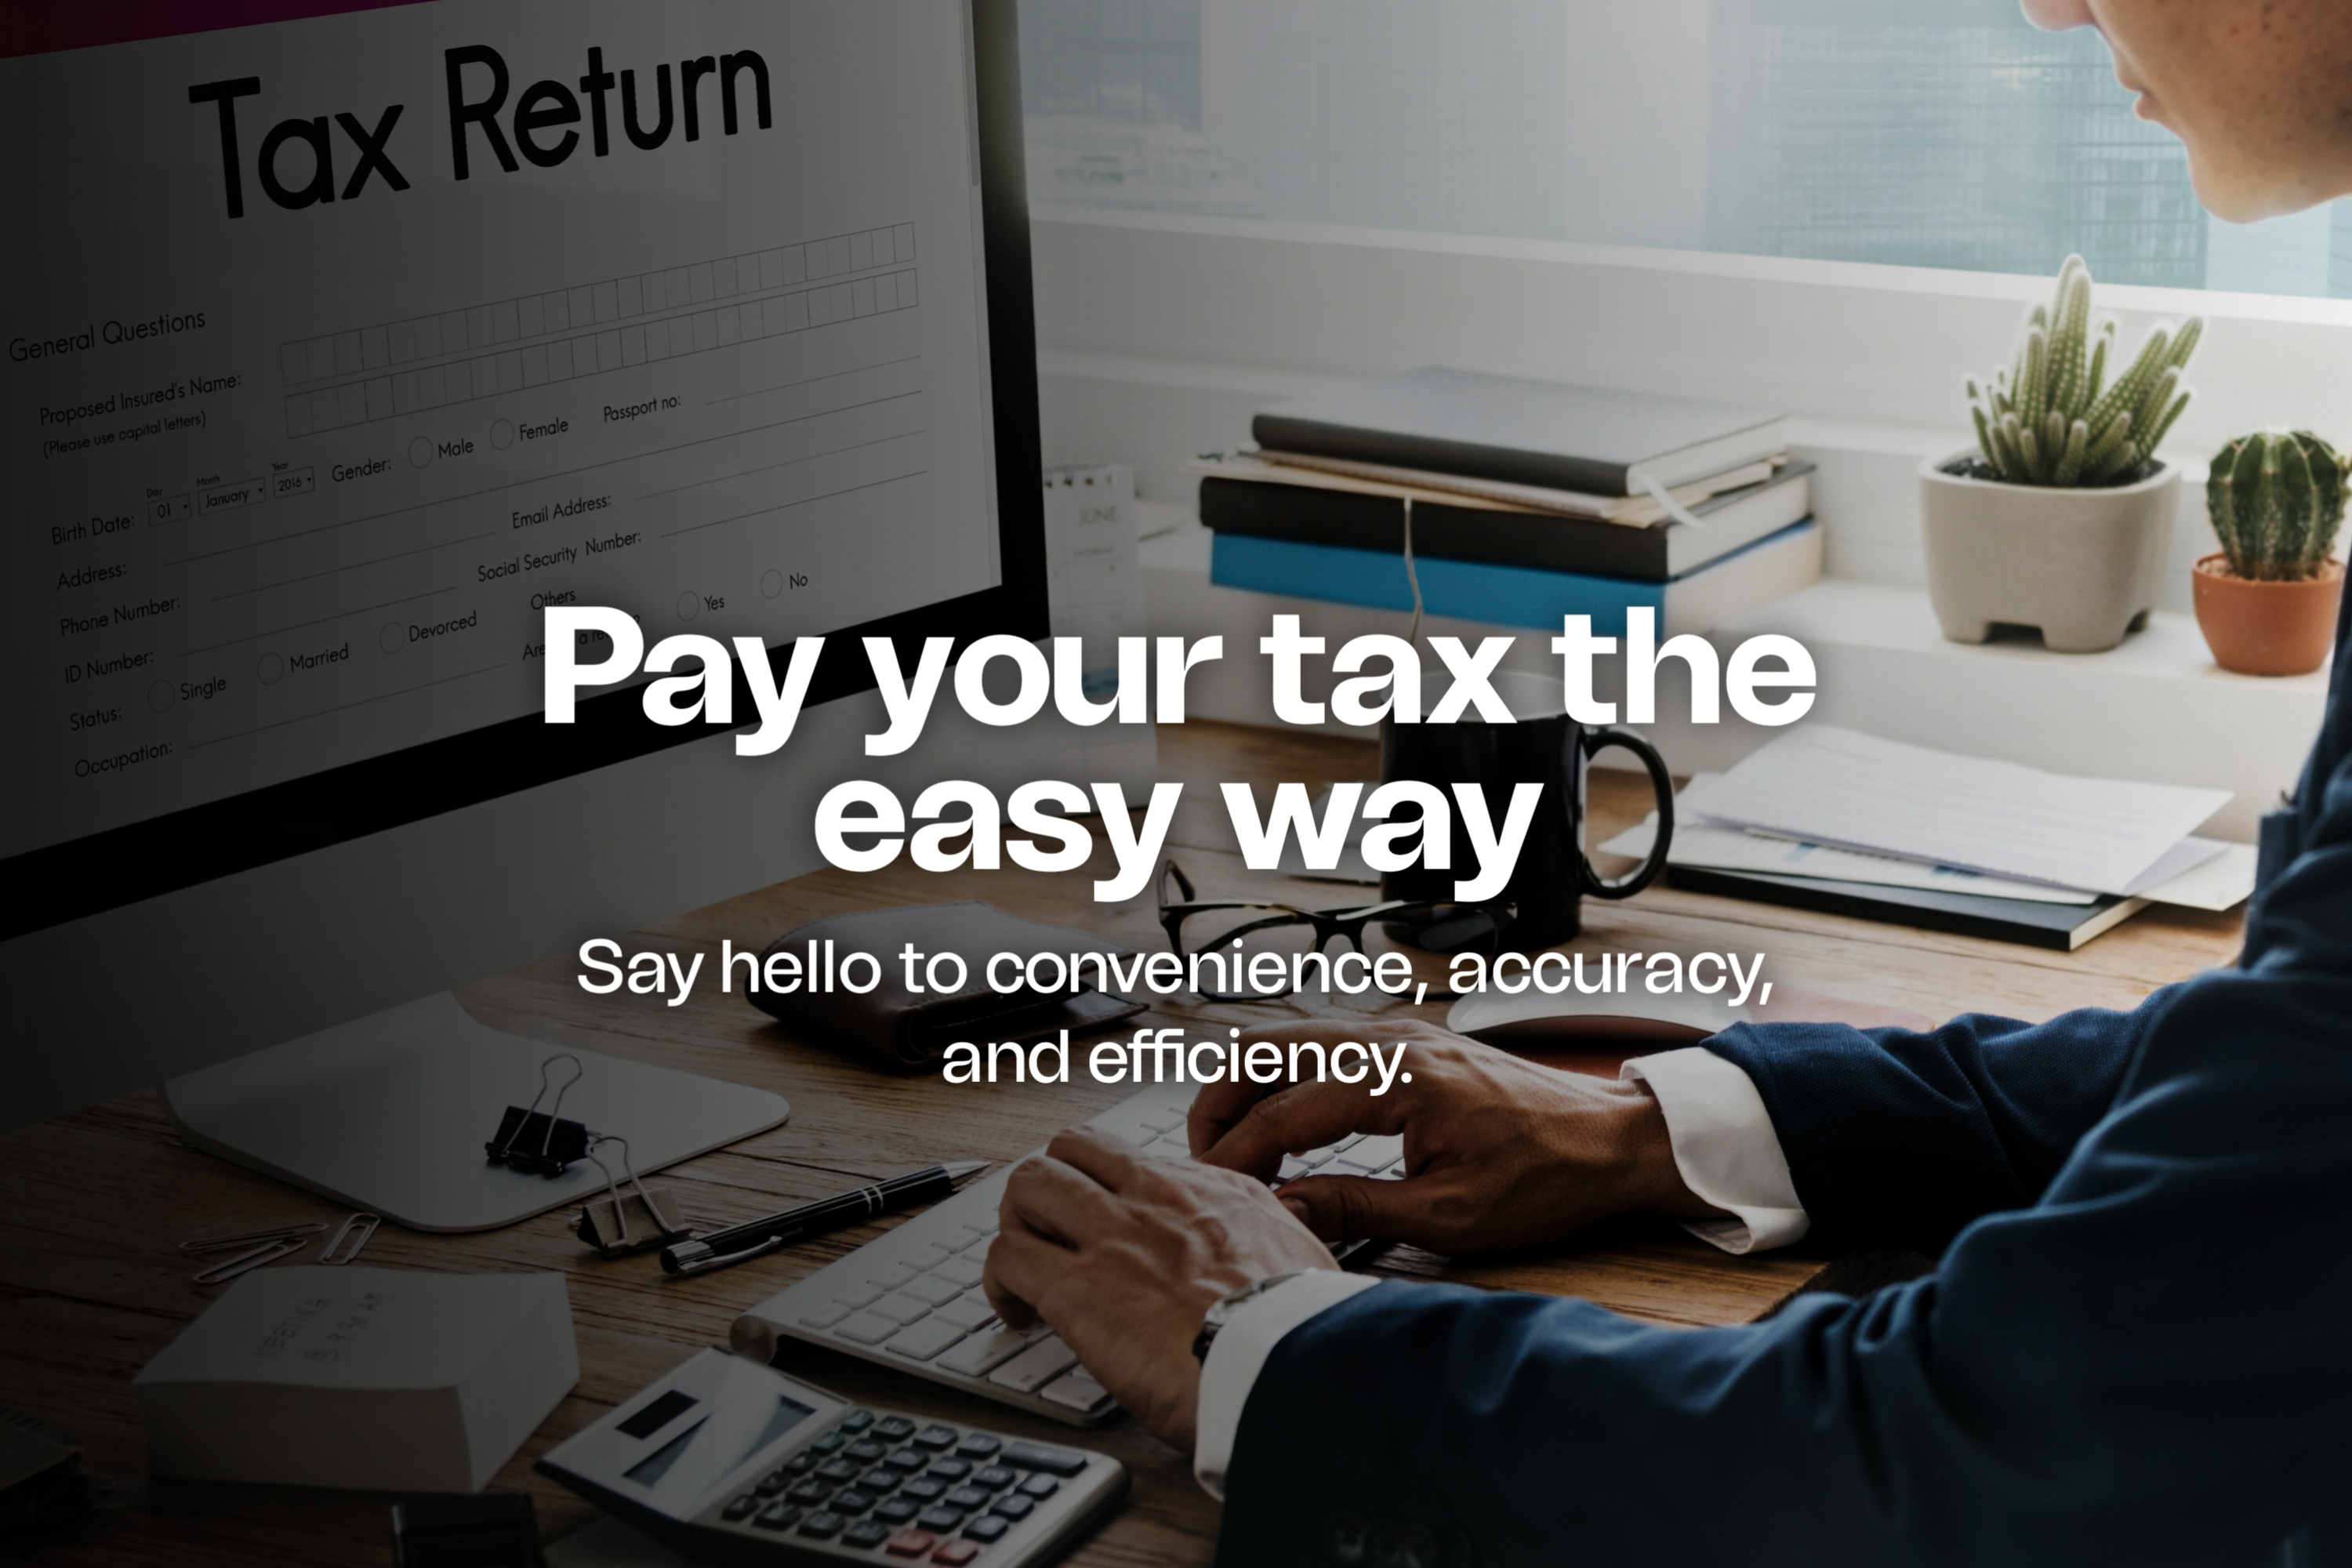 Tax Return
General Questions
Proposed Insured's Name:
(Please use capital letters)
Day Month Year
Birth Date: 01 January 2016 Gender: Male Female Passport no:
Address:
Email Address:
Phone Number:
Social Security Number:
ID Number:
Others
Status: Single Married Devorced
Yes No
Occupation:
JUNE
Pay your tax the
easy way
Say hello to convenience, accuracy,
and efficiency.
MEETING